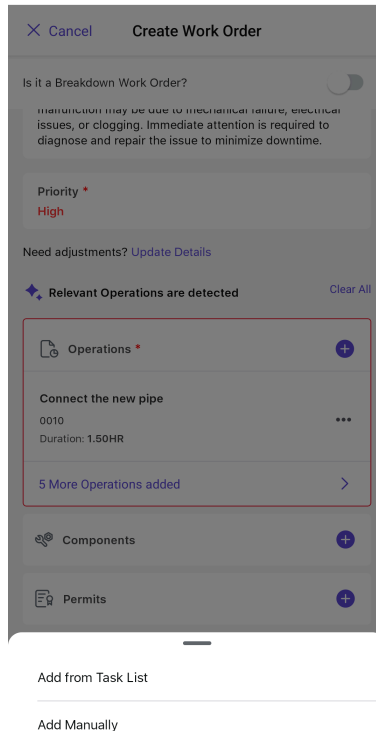 Cancel
Create Work Order
Is it a Breakdown Work Order?
malfunction may be due to mechanical failure, electrical
issues, or clogging. Immediate attention is required to
diagnose and repair the issue to minimize downtime.
Priority *
High
Need adjustments? Update Details
Relevant Operations are detected
Clear All
Operations *
Connect the new pipe
0010
Duration: 1.50HR
5 More Operations added
Components
Permits
Add from Task List
Add Manually